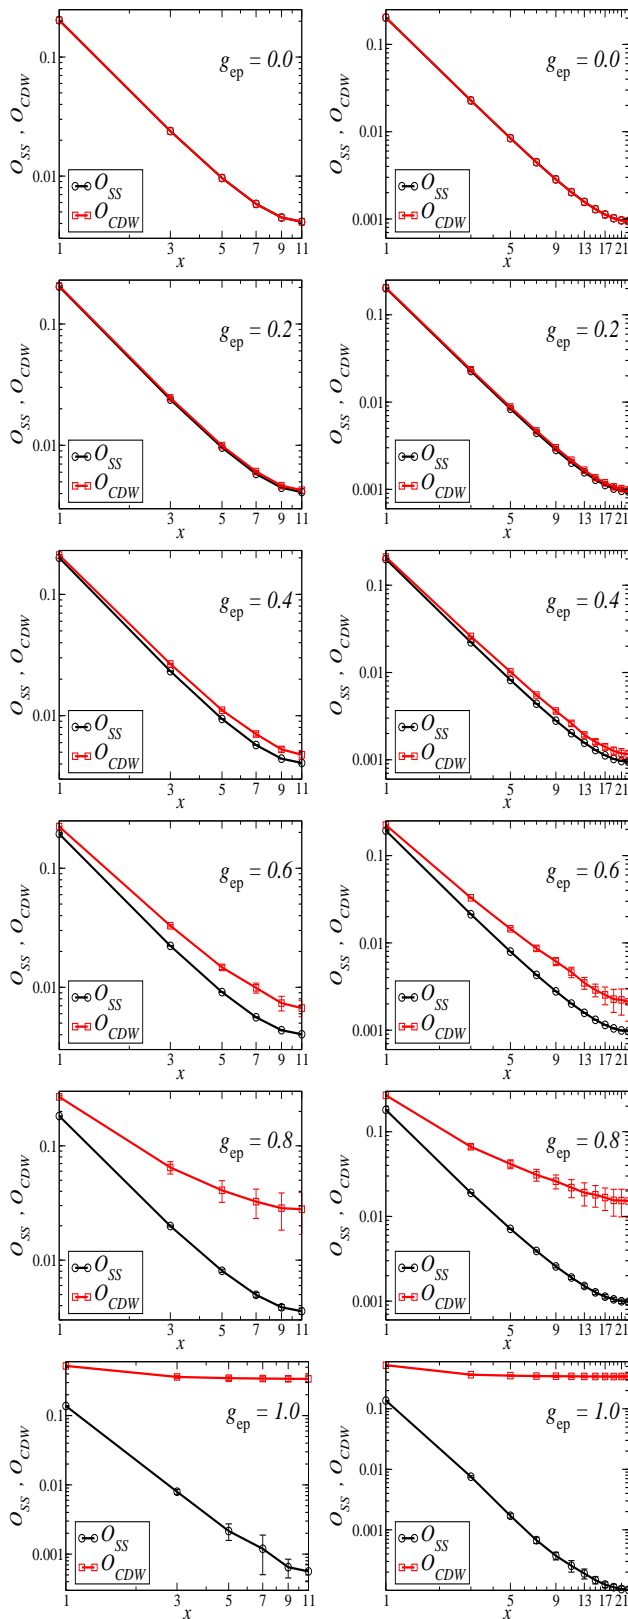 O_SS , O_CDW
0.1
0.01
g_ep = 0.0
O_SS
O_CDW
1 3 5 7 9 11
x
0.1
0.01
0.001
g_ep = 0.0
O_SS
O_CDW
1 5 9 13 17 21
x
O_SS , O_CDW
0.1
0.01
g_ep = 0.2
O_SS
O_CDW
1 3 5 7 9 11
x
0.1
0.01
0.001
g_ep = 0.2
O_SS
O_CDW
1 5 9 13 17 21
x
O_SS , O_CDW
0.1
0.01
g_ep = 0.4
O_SS
O_CDW
1 3 5 7 9 11
x
O_SS , O_CDW
0.1
0.01
0.001
g_ep = 0.4
O_SS
O_CDW
1 5 9 13 17 21
x
O_SS , O_CDW
0.1
0.01
g_ep = 0.6
O_SS
O_CDW
1 3 5 7 9 11
x
O_SS , O_CDW
0.1
0.01
0.001
g_ep = 0.6
O_SS
O_CDW
1 5 9 13 17 21
x
O_SS , O_CDW
0.1
0.01
g_ep = 0.8
O_SS
O_CDW
1 3 5 7 9 11
x
O_SS , O_CDW
0.1
0.01
0.001
g_ep = 0.8
O_SS
O_CDW
1 5 9 13 17 21
x
O_SS , O_CDW
0.1
0.01
0.001
g_ep = 1.0
O_SS
O_CDW
1 3 5 7 9 11
x
O_SS , O_CDW
0.1
0.01
0.001
g_ep = 1.0
O_SS
O_CDW
1 5 9 13 17 21
x